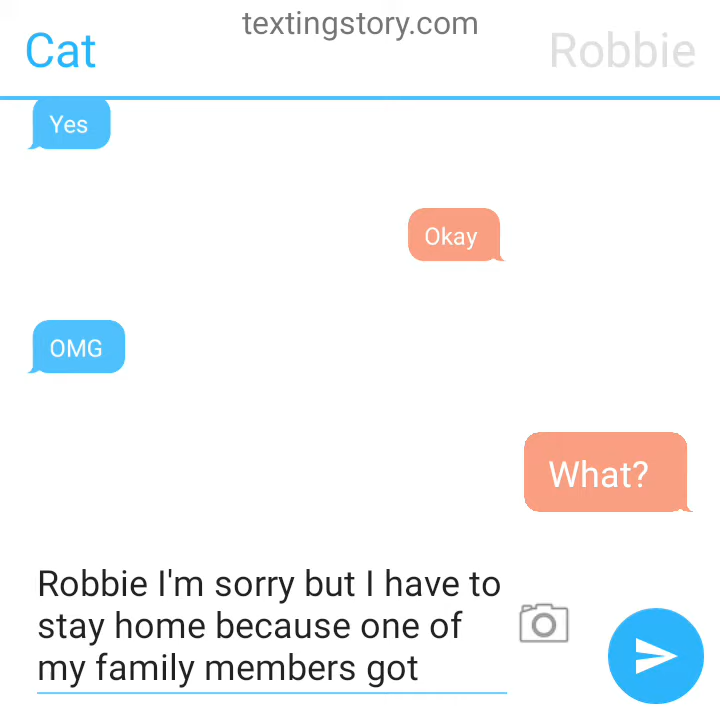 textingstory.com
Cat
Robbie
Yes
Okay
OMG
What?
Robbie I'm sorry but I have to
stay home because one of
my family members got